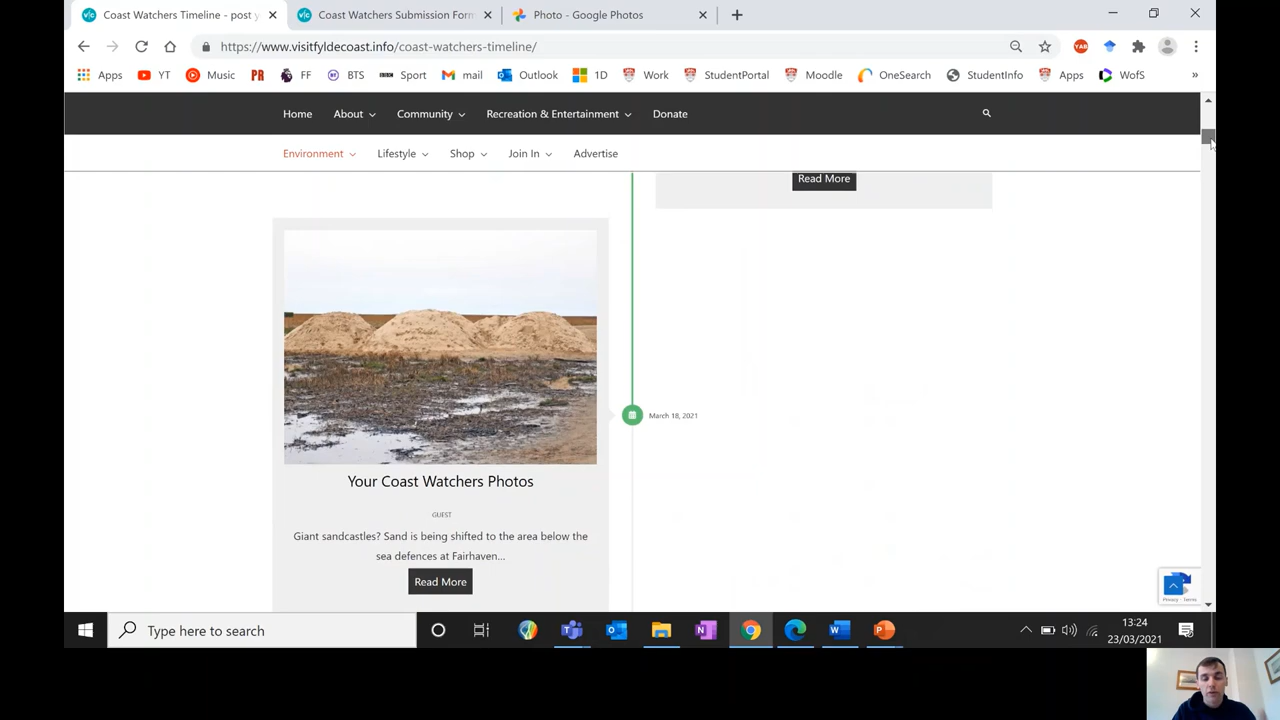 Coast Watchers Timeline - post y
Coast Watchers Submission Form
Photo - Google Photos
https://www.visitfyldecoast.info/coast-watchers-timeline/
YAB
Apps YT Music PR FF BTS Sport mail Outlook 1D Work StudentPortal Moodle OneSearch StudentInfo Apps WofS »
Home About Community Recreation & Entertainment Donate
Environment Lifestyle Shop Join In Advertise
Read More
March 18, 2021
Your Coast Watchers Photos
GUEST
Giant sandcastles? Sand is being shifted to the area below the
sea defences at Fairhaven...
Read More
Privacy - Terms
Type here to search
13:24
23/03/2021